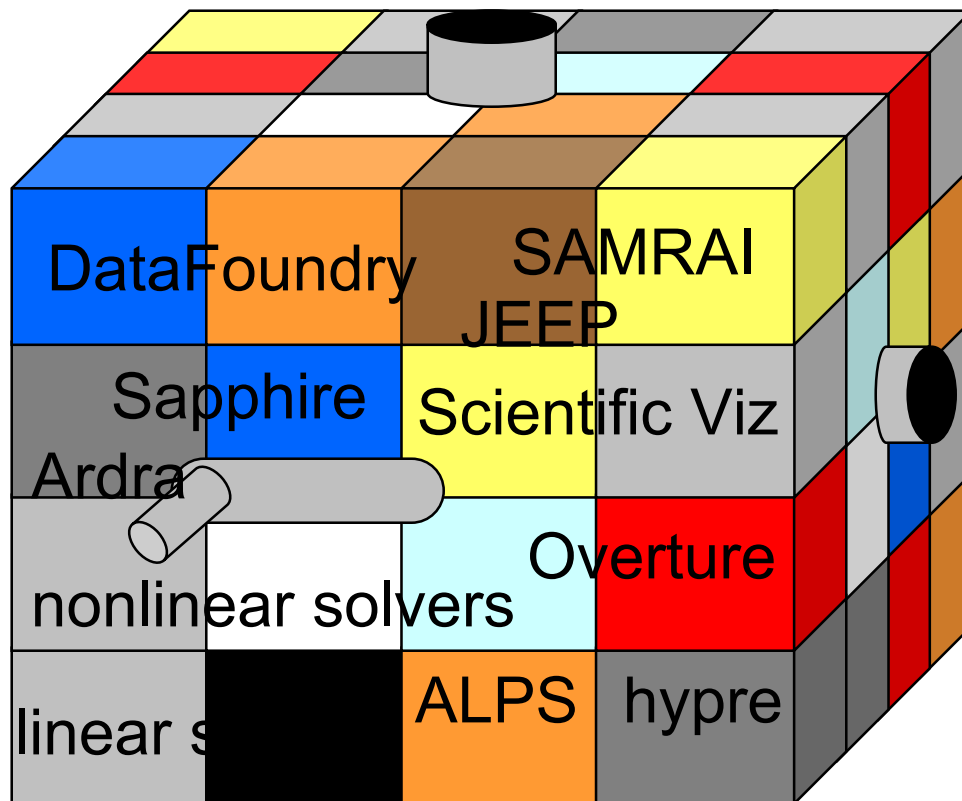 DataFoundry
SAMRAI
JEEP
Sapphire
Scientific Viz
Ardra
Overture
nonlinear solvers
ALPS
hypre
linear